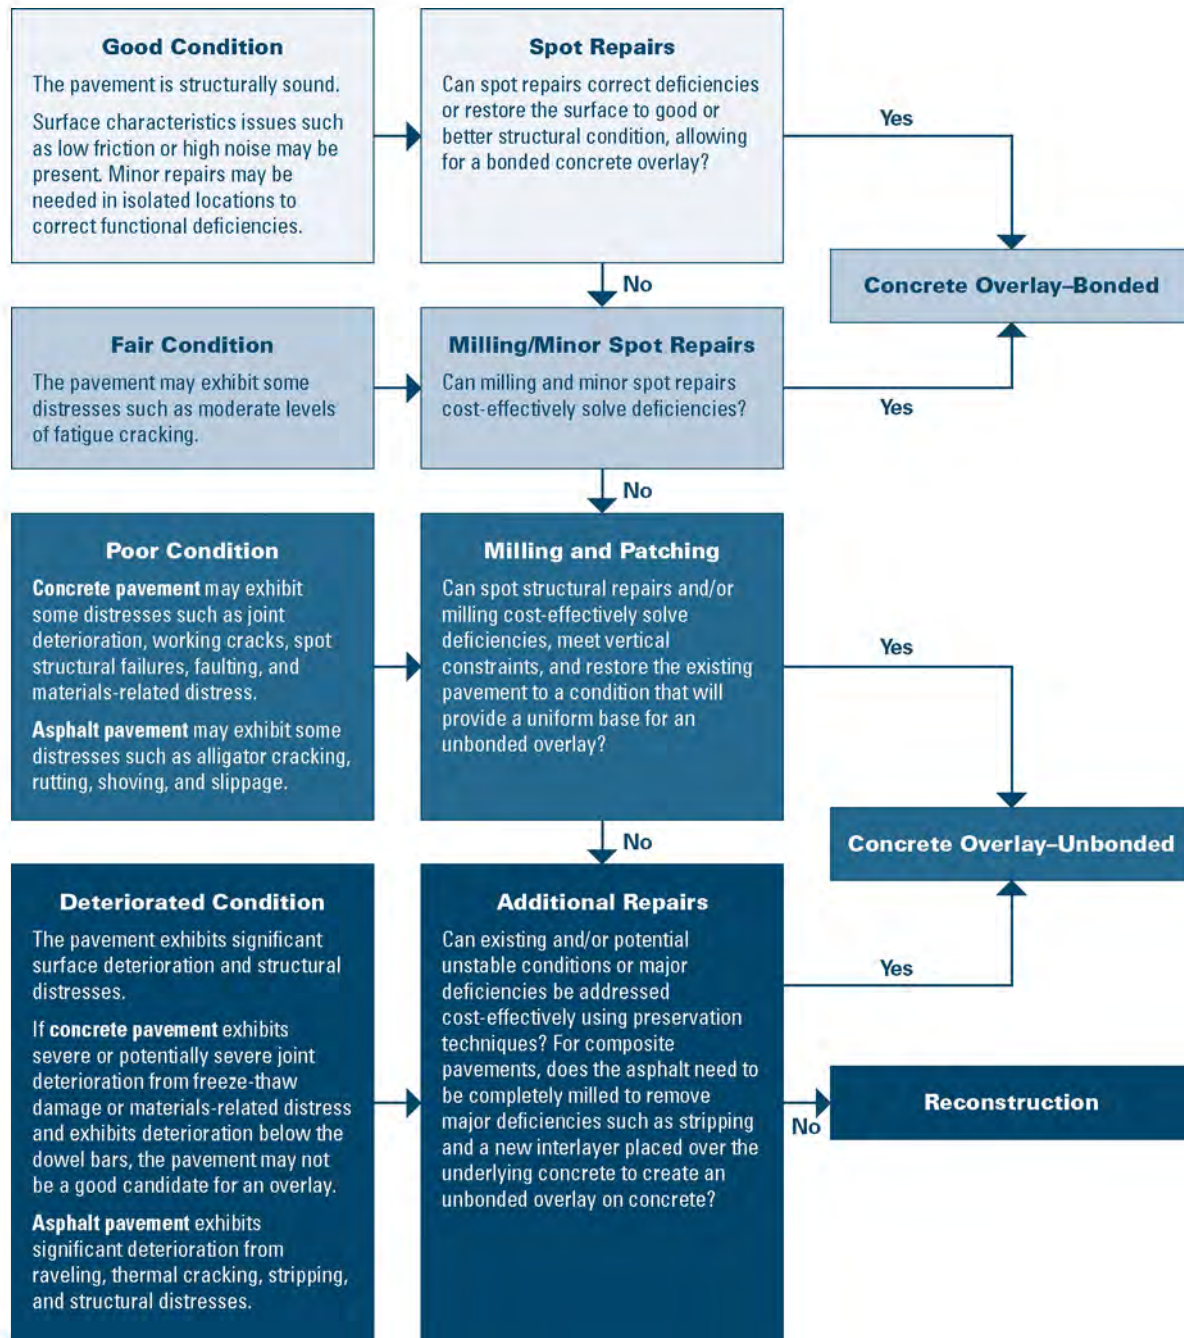 Good Condition
The pavement is structurally sound.
Surface characteristics issues such
as low friction or high noise may be
present. Minor repairs may be
needed in isolated locations to
correct functional deficiencies.
Spot Repairs
Can spot repairs correct deficiencies
or restore the surface to good or
better structural condition, allowing
for a bonded concrete overlay?
Yes
No
Concrete Overlay–Bonded
Fair Condition
The pavement may exhibit some
distresses such as moderate levels
of fatigue cracking.
Milling/Minor Spot Repairs
Can milling and minor spot repairs
cost-effectively solve deficiencies?
Yes
No
Poor Condition
Concrete pavement may exhibit
some distresses such as joint
deterioration, working cracks, spot
structural failures, faulting, and
materials-related distress.
Asphalt pavement may exhibit some
distresses such as alligator cracking,
rutting, shoving, and slippage.
Milling and Patching
Can spot structural repairs and/or
milling cost-effectively solve
deficiencies, meet vertical
constraints, and restore the existing
pavement to a condition that will
provide a uniform base for an
unbonded overlay?
Yes
No
Concrete Overlay–Unbonded
Deteriorated Condition
The pavement exhibits significant
surface deterioration and structural
distresses.
If concrete pavement exhibits
severe or potentially severe joint
deterioration from freeze-thaw
damage or materials-related distress
and exhibits deterioration below the
dowel bars, the pavement may not
be a good candidate for an overlay.
Asphalt pavement exhibits
significant deterioration from
raveling, thermal cracking, stripping,
and structural distresses.
Additional Repairs
Can existing and/or potential
unstable conditions or major
deficiencies be addressed
cost-effectively using preservation
techniques? For composite
pavements, does the asphalt need to
be completely milled to remove
major deficiencies such as stripping
and a new interlayer placed over the
underlying concrete to create an
unbonded overlay on concrete?
Yes
No
Reconstruction